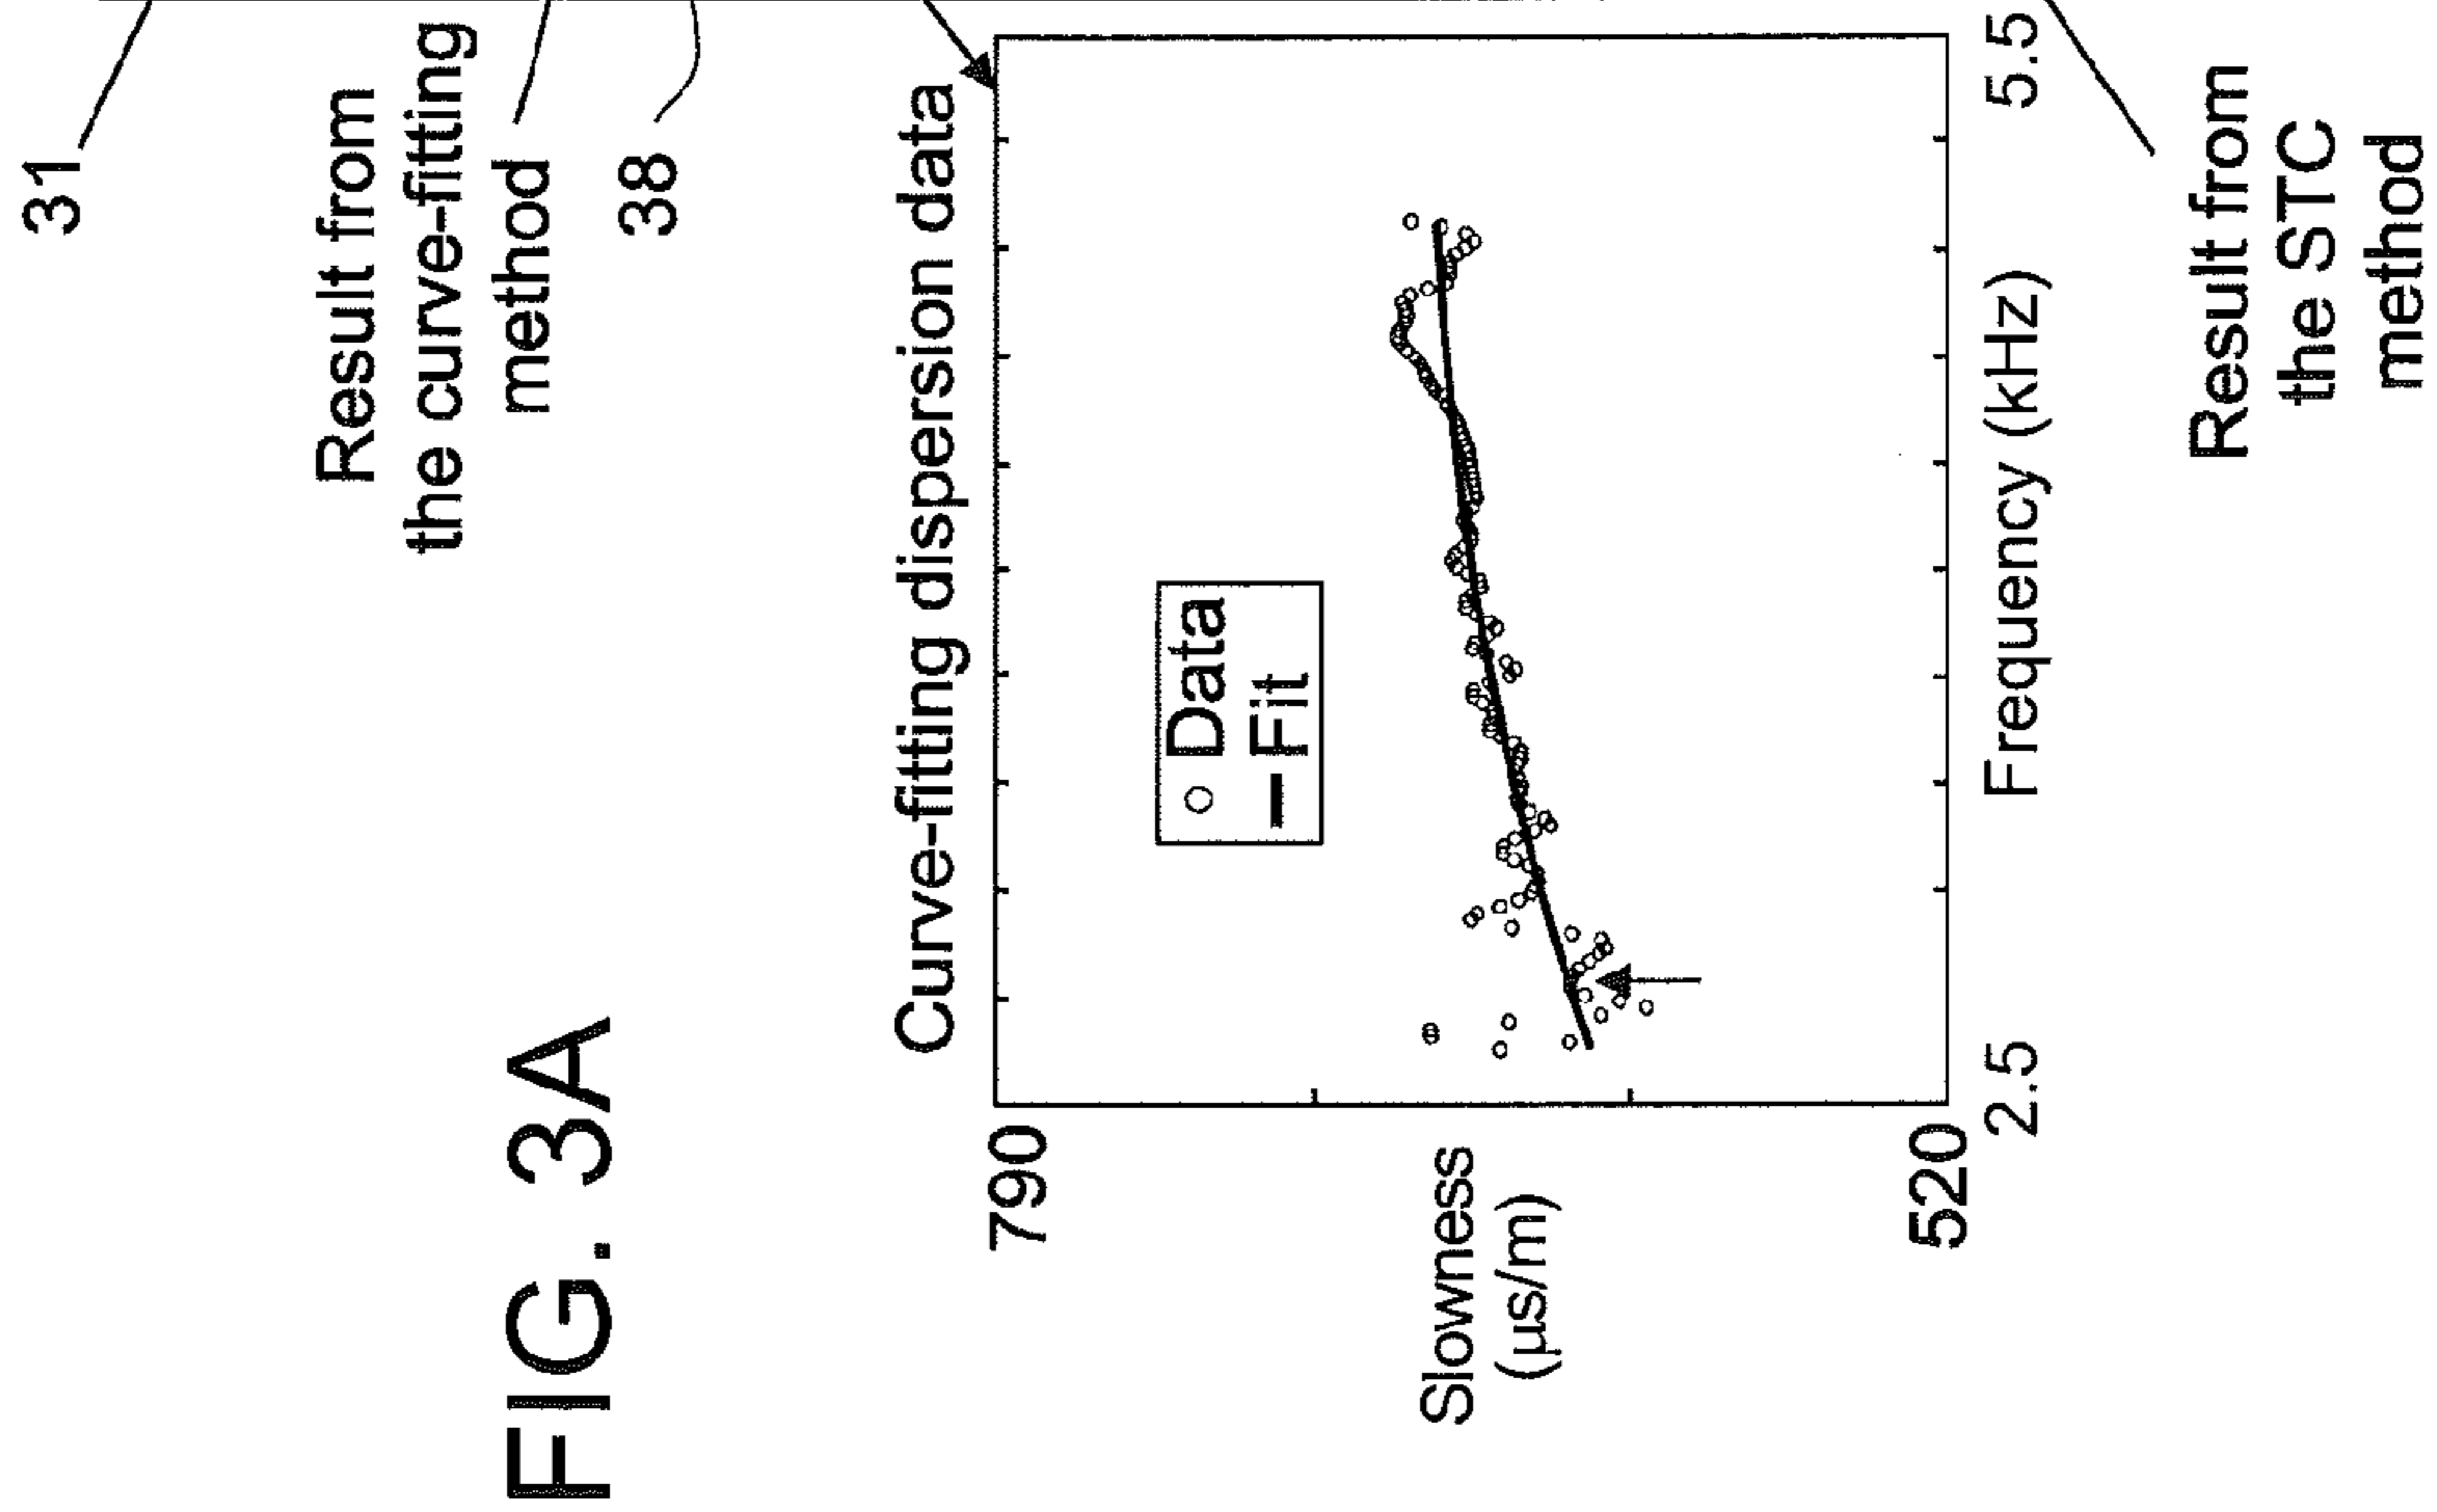 31
Result from
the curve-fitting
method
38
FIG. 3A
Curve-fitting dispersion data
790
Data
Fit
Slowness
(µs/m)
520
2.5
Frequency (kHz)
5.5
Result from
the STC
method